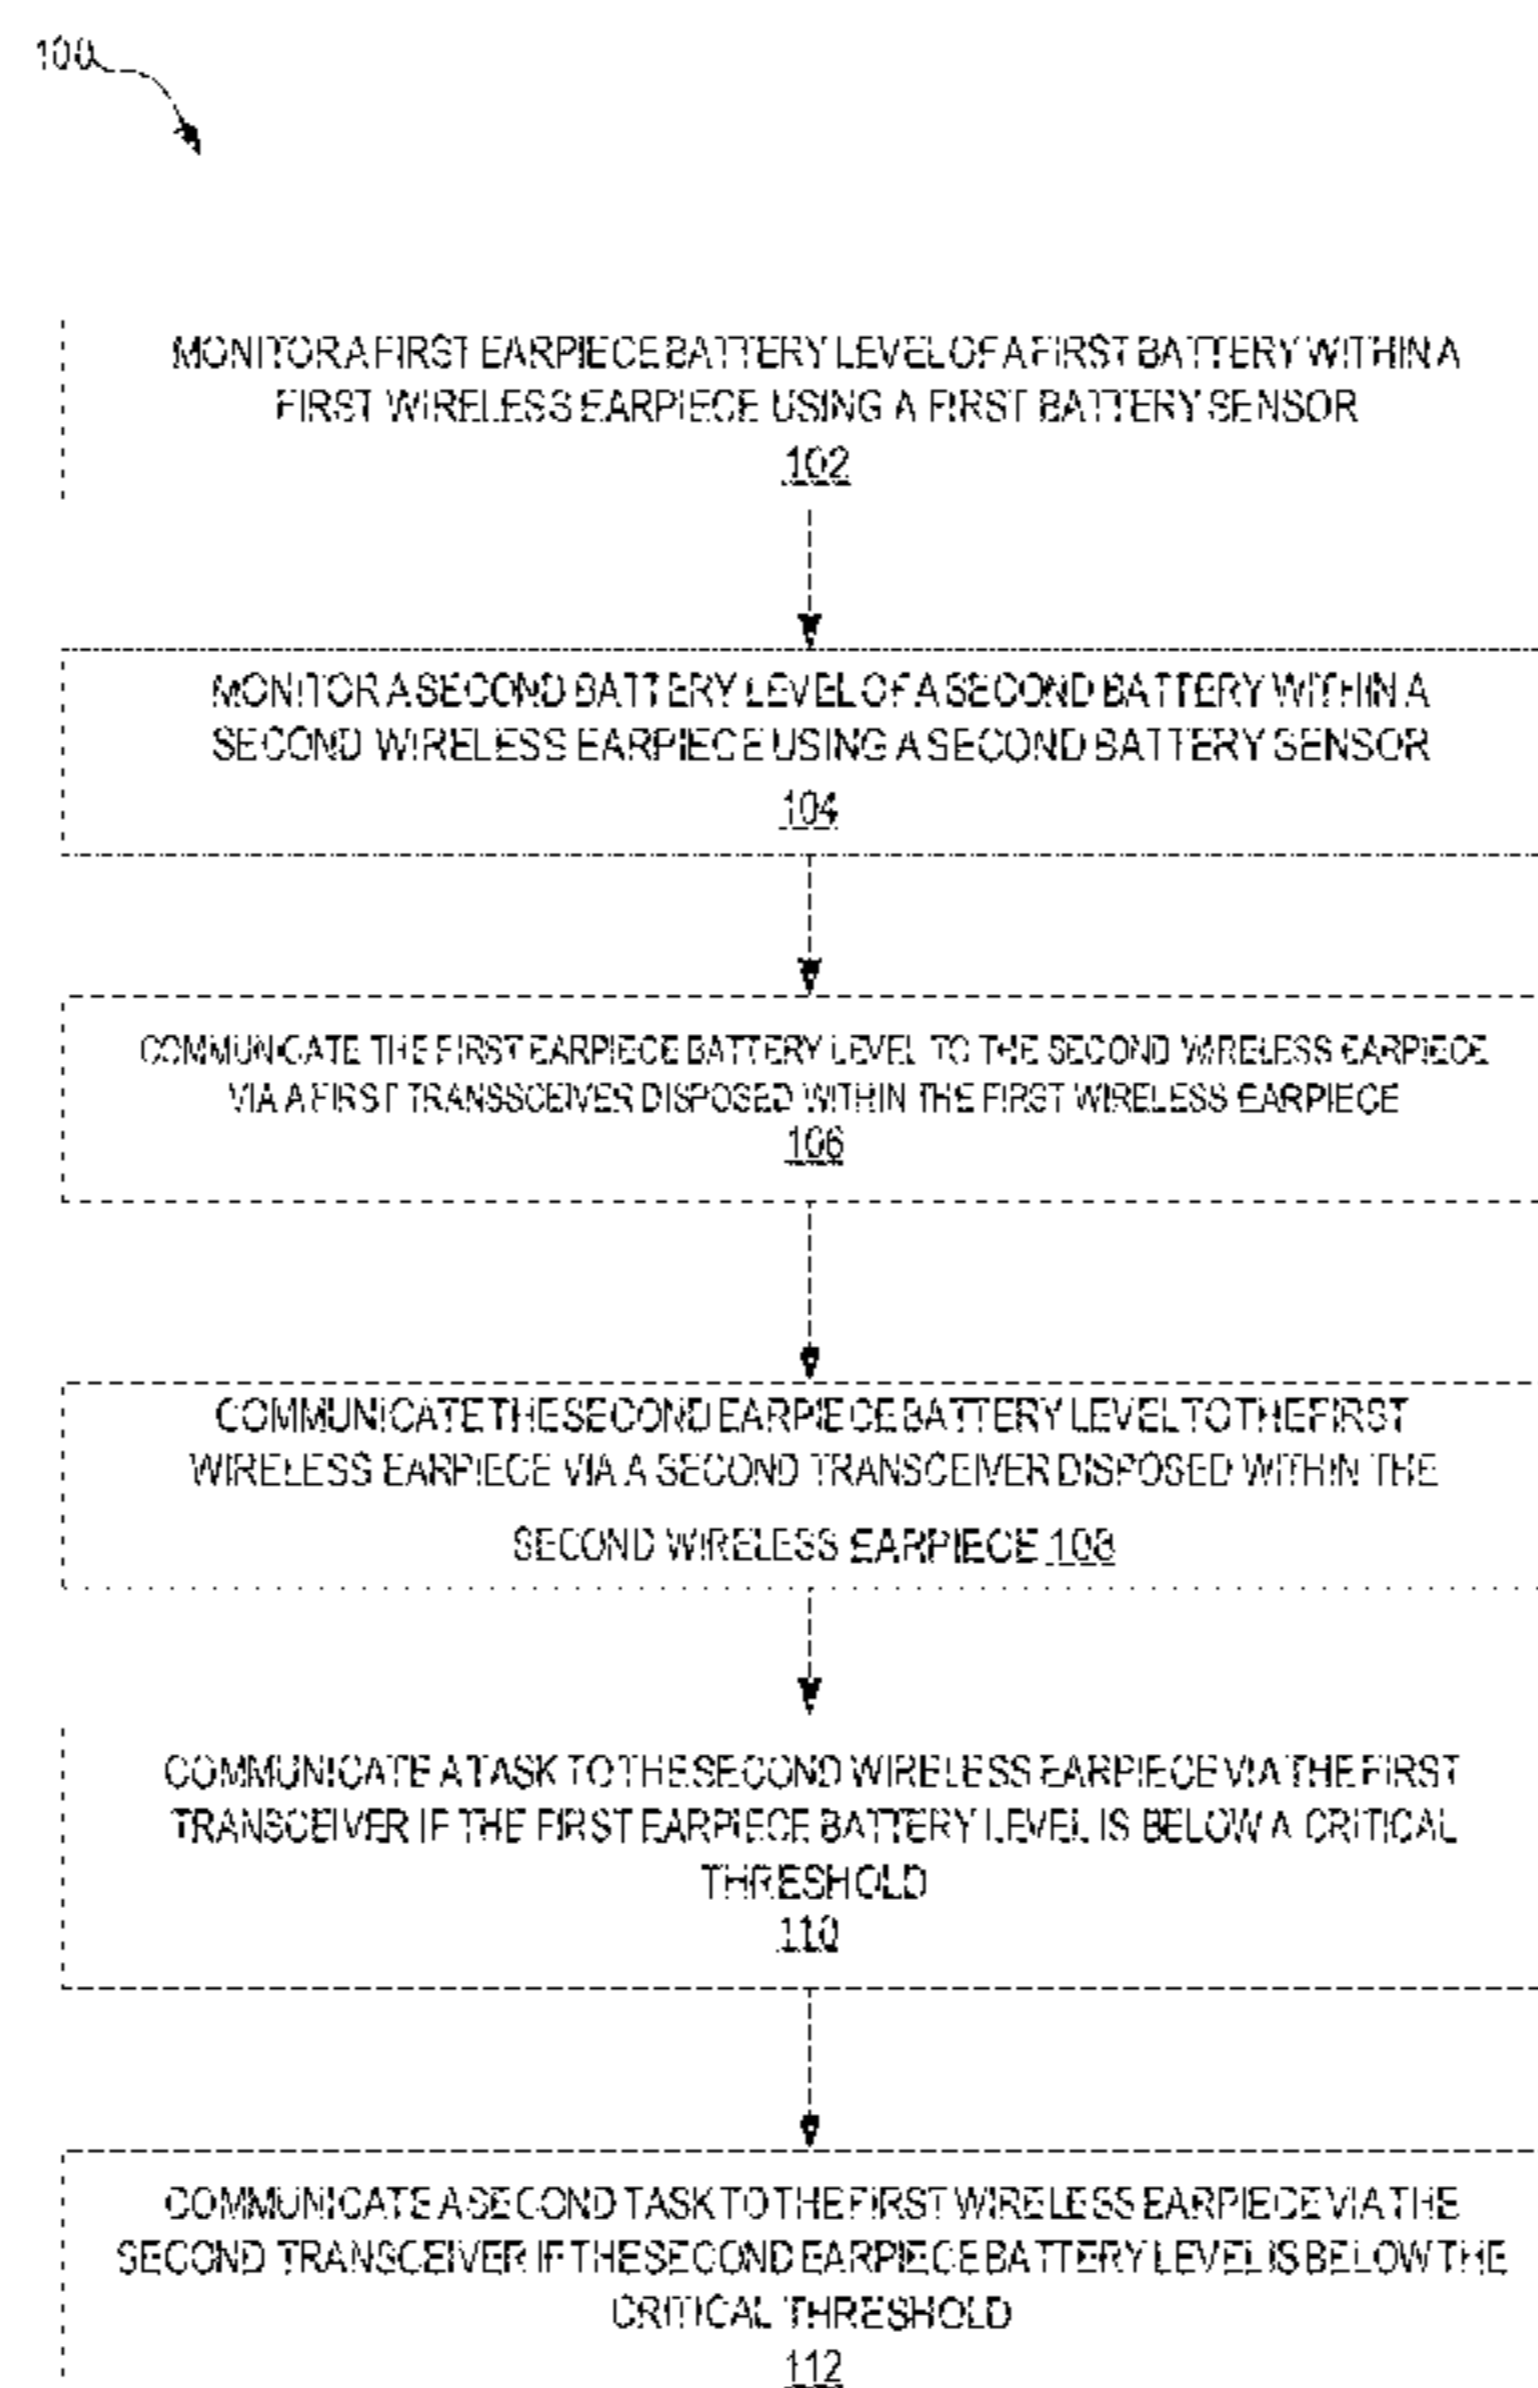 100
MONITOR A FIRST EARPIECE BATTERY LEVEL OF A FIRST BATTERY WITHIN A
FIRST WIRELESS EARPIECE USING A FIRST BATTERY SENSOR
102
MONITOR A SECOND BATTERY LEVEL OF A SECOND BATTERY WITHIN A
SECOND WIRELESS EARPIECE USING A SECOND BATTERY SENSOR
104
COMMUNICATE THE FIRST EARPIECE BATTERY LEVEL TO THE SECOND WIRELESS EARPIECE
VIA A FIRST TRANSSCEIVER DISPOSED WITHIN THE FIRST WIRELESS EARPIECE
106
COMMUNICATE THE SECOND EARPIECE BATTERY LEVEL TO THE FIRST
WIRELESS EARPIECE VIA A SECOND TRANSCEIVER DISPOSED WITHIN THE
SECOND WIRELESS EARPIECE 108
COMMUNICATE A TASK TO THE SECOND WIRELESS EARPIECE VIA THE FIRST
TRANSCEIVER IF THE FIRST EARPIECE BATTERY LEVEL IS BELOW A CRITICAL
THRESHOLD
110
COMMUNICATE A SECOND TASK TO THE FIRST WIRELESS EARPIECE VIA THE
SECOND TRANSCEIVER IF THE SECOND EARPIECE BATTERY LEVEL IS BELOW THE
CRITICAL THRESHOLD
112